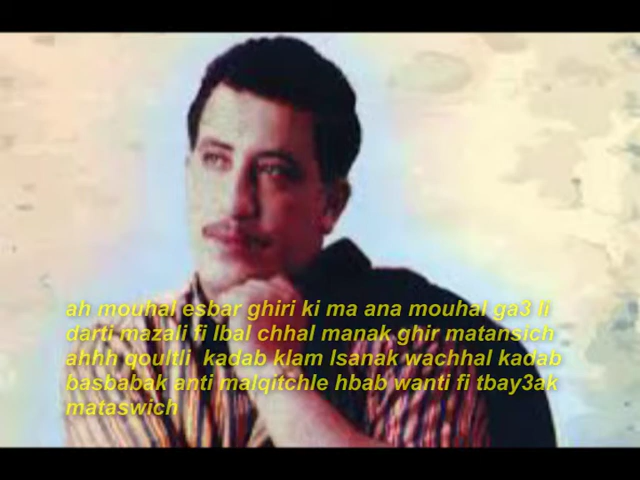 ah mouhal esbar ghiri ki ma ana mouhal ga3 li
darti mazali fi lbal chhal manak ghir matansich
ahhh qoultli kadab klam lsanak wachhal kadab
basbabak anti malqitchle hbab wanti fi tbay3ak
mataswich